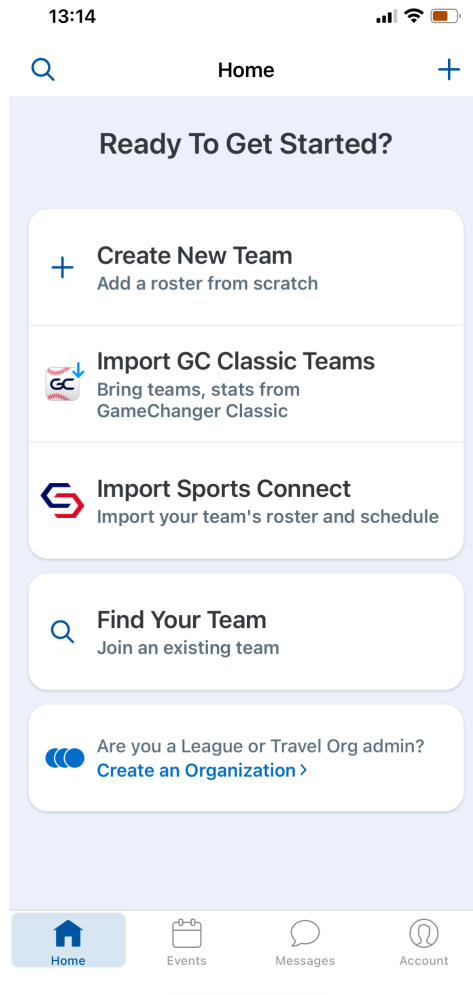 13:14
Home
Ready To Get Started?
Create New Team
Add a roster from scratch
GC
Import GC Classic Teams
Bring teams, stats from
GameChanger Classic
Import Sports Connect
Import your team's roster and schedule
Find Your Team
Join an existing team
Are you a League or Travel Org admin?
Create an Organization >
Home
Events
Messages
Account